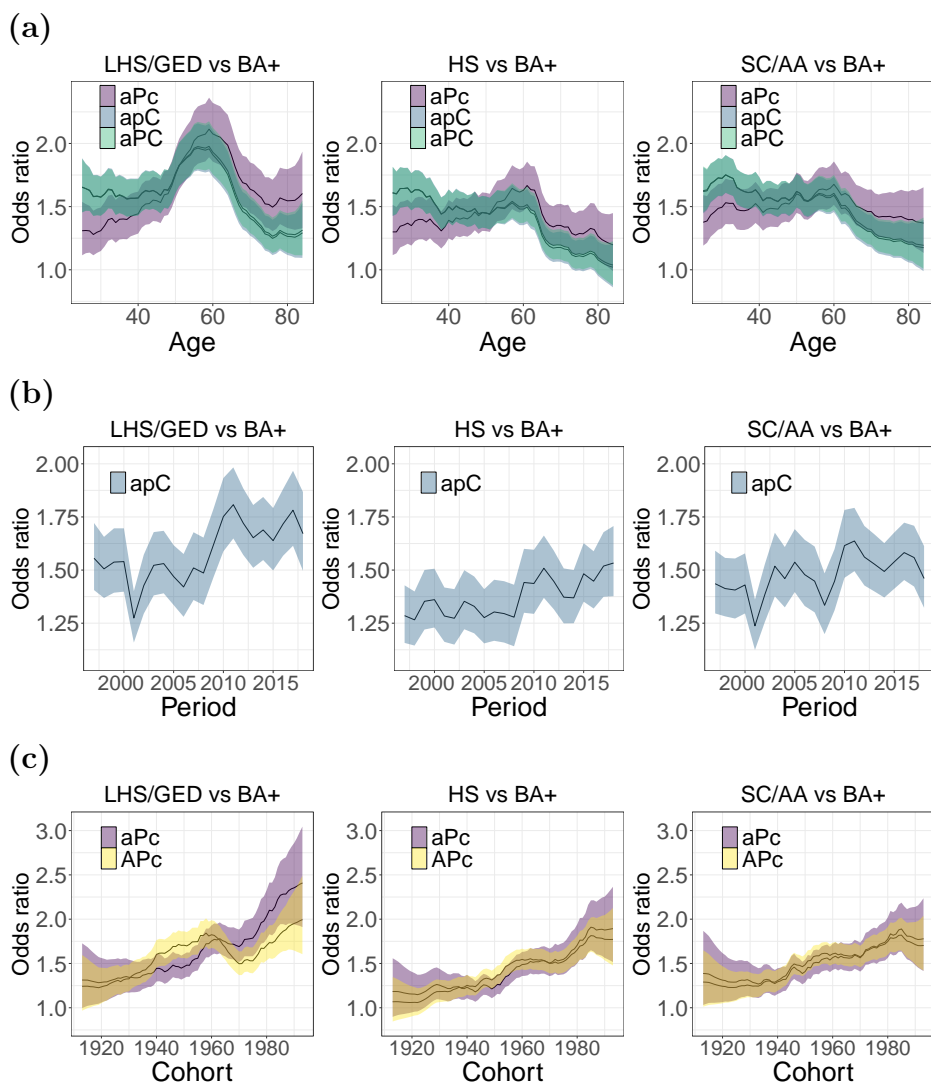 (a)
LHS/GED vs BA+ HS vs BA+ SC/AA vs BA+
aPc aPc aPc
apC apC apC
aPC aPC aPC
Odds ratio Odds ratio Odds ratio
2.0 2.0 2.0
1.5 1.5 1.5
1.0 1.0 1.0
40 60 80 40 60 80 40 60 80
Age Age Age
(b)
LHS/GED vs BA+ HS vs BA+ SC/AA vs BA+
apC apC apC
Odds ratio Odds ratio Odds ratio
2.00 2.00 2.00
1.75 1.75 1.75
1.50 1.50 1.50
1.25 1.25 1.25
2000 2005 2010 2015 2000 2005 2010 2015 2000 2005 2010 2015
Period Period Period
(c)
LHS/GED vs BA+ HS vs BA+ SC/AA vs BA+
aPc aPc aPc
APc APc APc
Odds ratio Odds ratio Odds ratio
3.0 3.0 3.0
2.5 2.5 2.5
2.0 2.0 2.0
1.5 1.5 1.5
1.0 1.0 1.0
1920 1940 1960 1980 1920 1940 1960 1980 1920 1940 1960 1980
Cohort Cohort Cohort